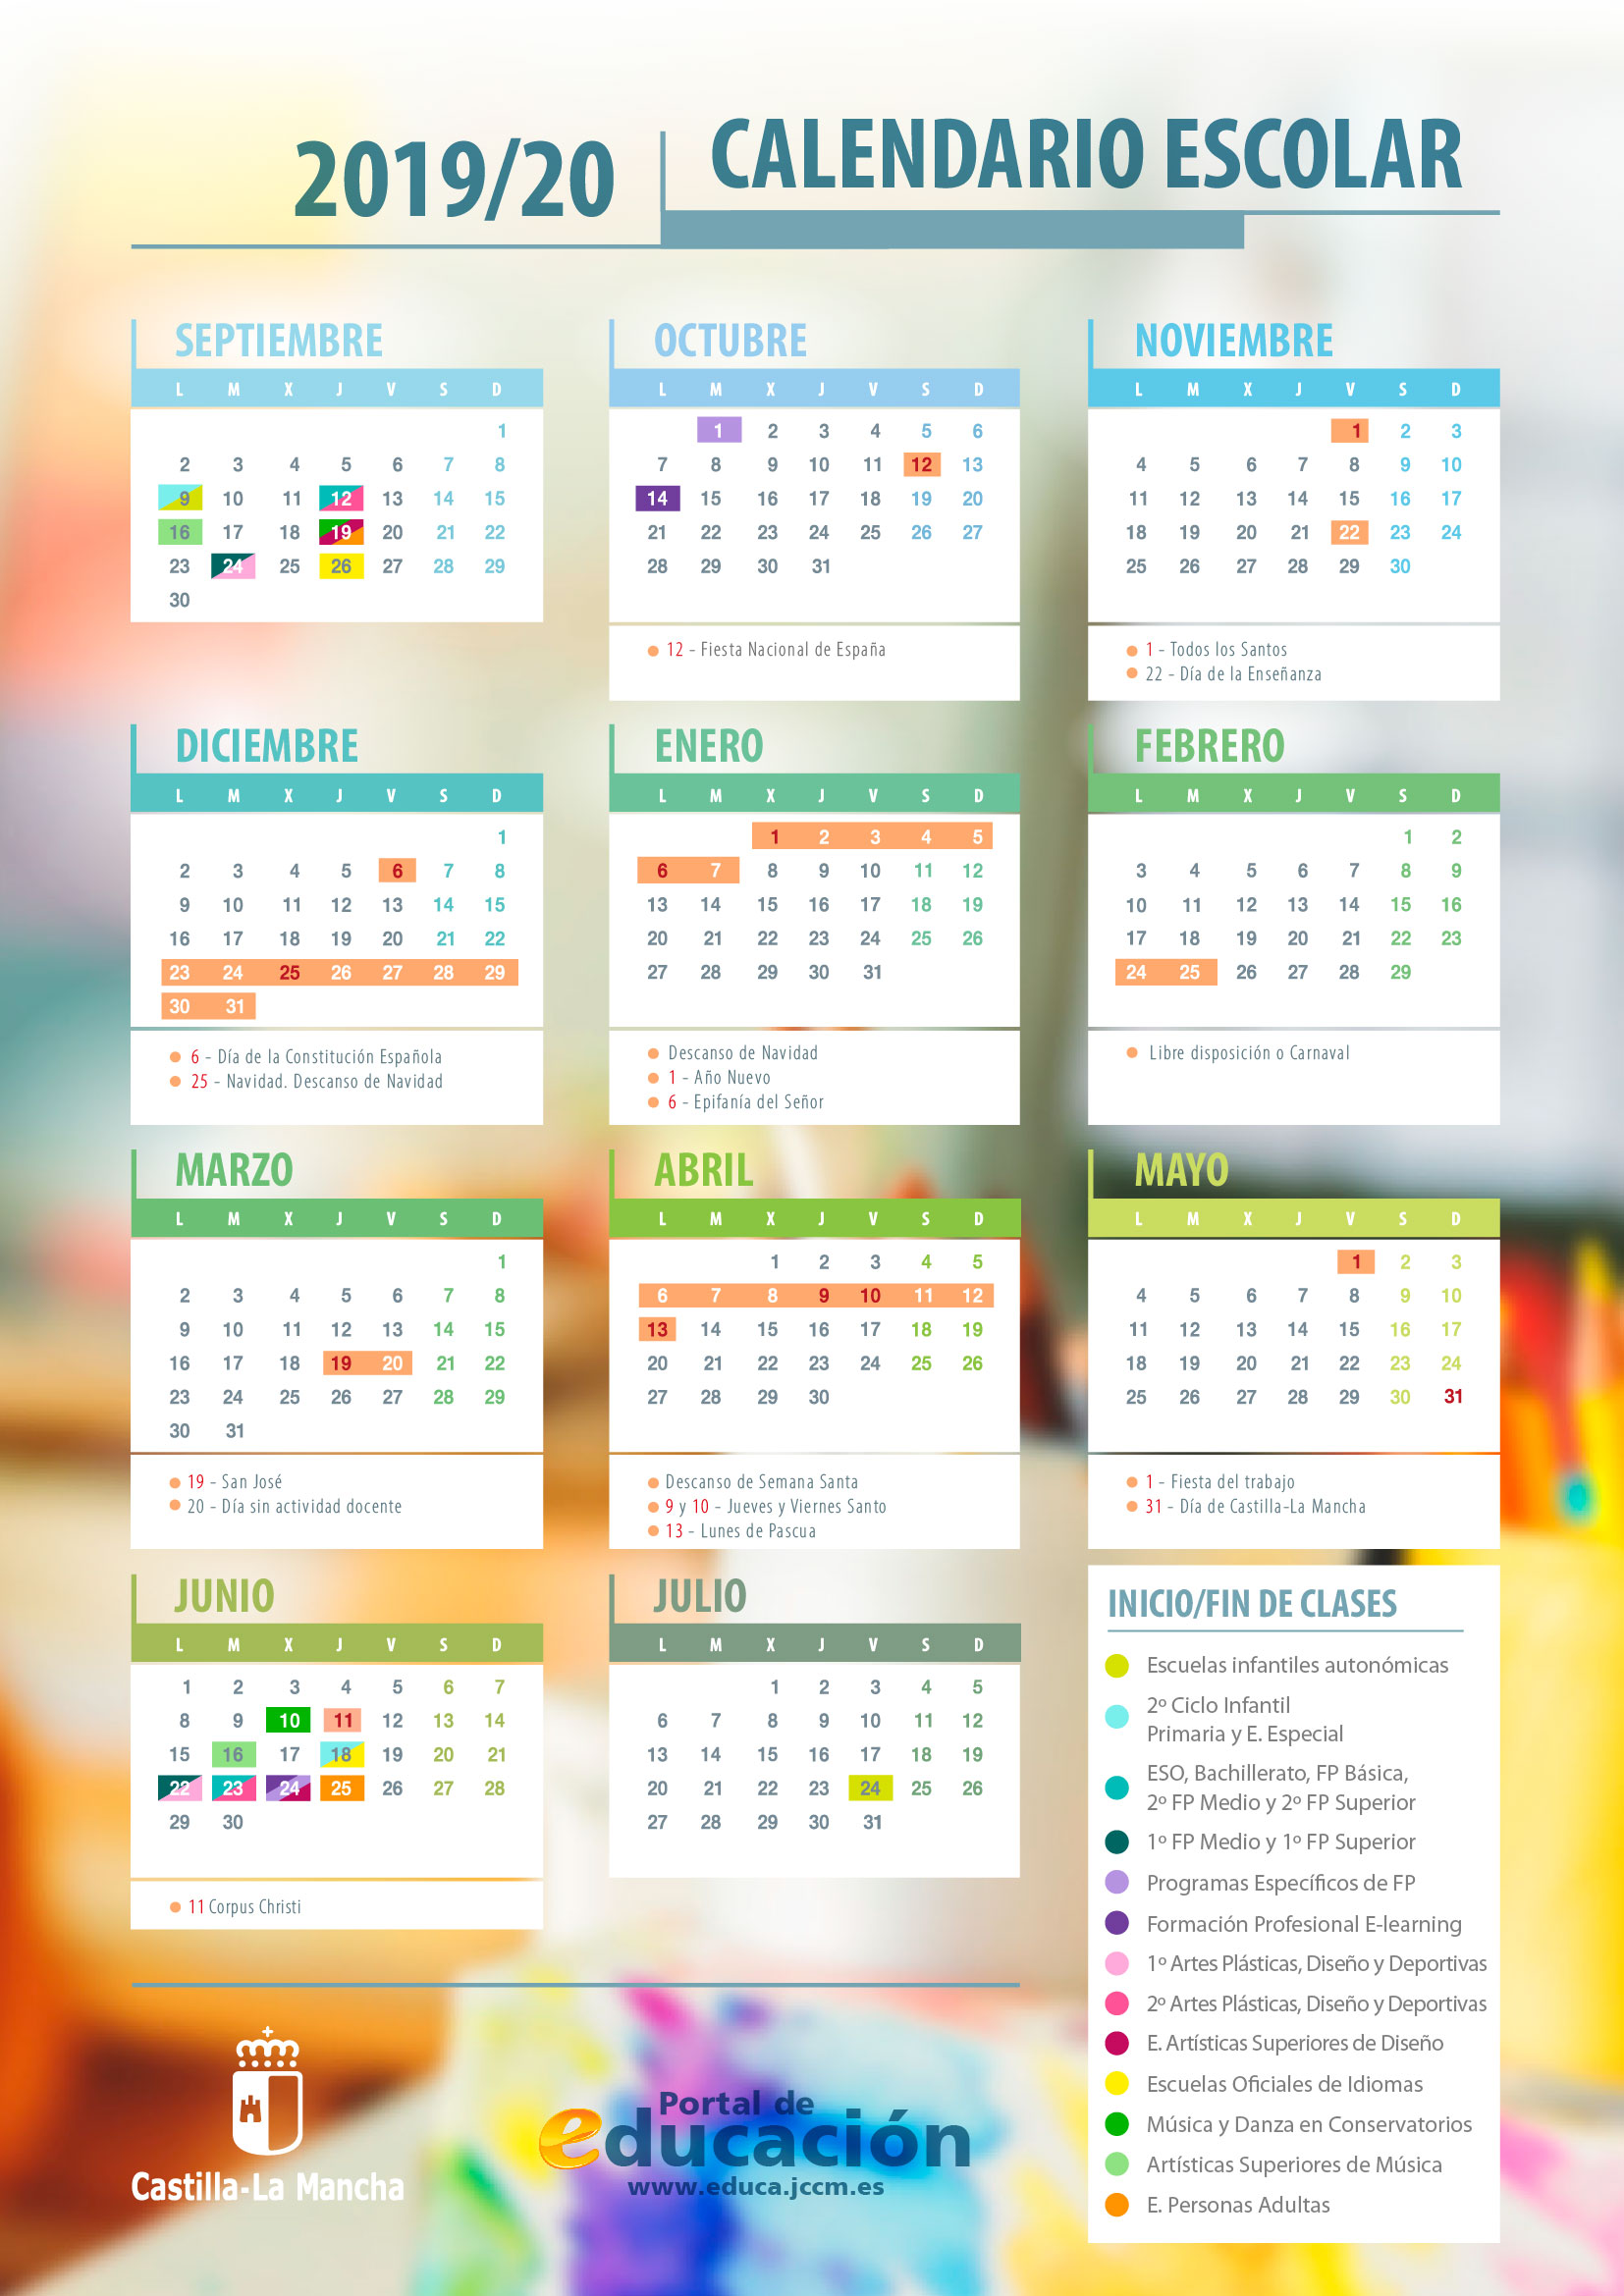 2019/20
CALENDARIO ESCOLAR
SEPTIEMBRE
L M X J V S D
1
2 3 4 5 6 7 8
9 10 11 12 13 14 15
16 17 18 19 20 21 22
23 24 25 26 27 28 29
30
OCTUBRE
L M X J V S D
1 2 3 4 5 6
7 8 9 10 11 12 13
14 15 16 17 18 19 20
21 22 23 24 25 26 27
28 29 30 31
12 - Fiesta Nacional de España
NOVIEMBRE
L M X J V S D
1 2 3
4 5 6 7 8 9 10
11 12 13 14 15 16 17
18 19 20 21 22 23 24
25 26 27 28 29 30
1 - Todos los Santos
22 - Día de la Enseñanza
DICIEMBRE
L M X J V S D
1
2 3 4 5 6 7 8
9 10 11 12 13 14 15
16 17 18 19 20 21 22
23 24 25 26 27 28 29
30 31
6 - Día de la Constitución Española
25 - Navidad. Descanso de Navidad
ENERO
L M X J V S D
1 2 3 4 5
6 7 8 9 10 11 12
13 14 15 16 17 18 19
20 21 22 23 24 25 26
27 28 29 30 31
Descanso de Navidad
1 - Año Nuevo
6 - Epifanía del Señor
FEBRERO
L M X J V S D
1 2
3 4 5 6 7 8 9
10 11 12 13 14 15 16
17 18 19 20 21 22 23
24 25 26 27 28 29
Libre disposición o Carnaval
MARZO
L M X J V S D
1
2 3 4 5 6 7 8
9 10 11 12 13 14 15
16 17 18 19 20 21 22
23 24 25 26 27 28 29
30 31
19 - San José
20 - Día sin actividad docente
ABRIL
L M X J V S D
1 2 3 4 5
6 7 8 9 10 11 12
13 14 15 16 17 18 19
20 21 22 23 24 25 26
27 28 29 30
Descanso de Semana Santa
9 y 10 - Jueves y Viernes Santo
13 - Lunes de Pascua
MAYO
L M X J V S D
1 2 3
4 5 6 7 8 9 10
11 12 13 14 15 16 17
18 19 20 21 22 23 24
25 26 27 28 29 30 31
1 - Fiesta del trabajo
31 - Día de Castilla-La Mancha
JUNIO
L M X J V S D
1 2 3 4 5 6 7
8 9 10 11 12 13 14
15 16 17 18 19 20 21
22 23 24 25 26 27 28
29 30
11 Corpus Christi
JULIO
L M X J V S D
1 2 3 4 5
6 7 8 9 10 11 12
13 14 15 16 17 18 19
20 21 22 23 24 25 26
27 28 29 30 31
INICIO/FIN DE CLASES
Escuelas infantiles autonómicas
2º Ciclo Infantil
Primaria y E. Especial
ESO, Bachillerato, FP Básica,
2º FP Medio y 2º FP Superior
1º FP Medio y 1º FP Superior
Programas Específicos de FP
Formación Profesional E-learning
1º Artes Plásticas, Diseño y Deportivas
2º Artes Plásticas, Diseño y Deportivas
E. Artísticas Superiores de Diseño
Escuelas Oficiales de Idiomas
Música y Danza en Conservatorios
Artísticas Superiores de Música
E. Personas Adultas
Castilla-La Mancha
Portal de
educación
www.educa.jccm.es